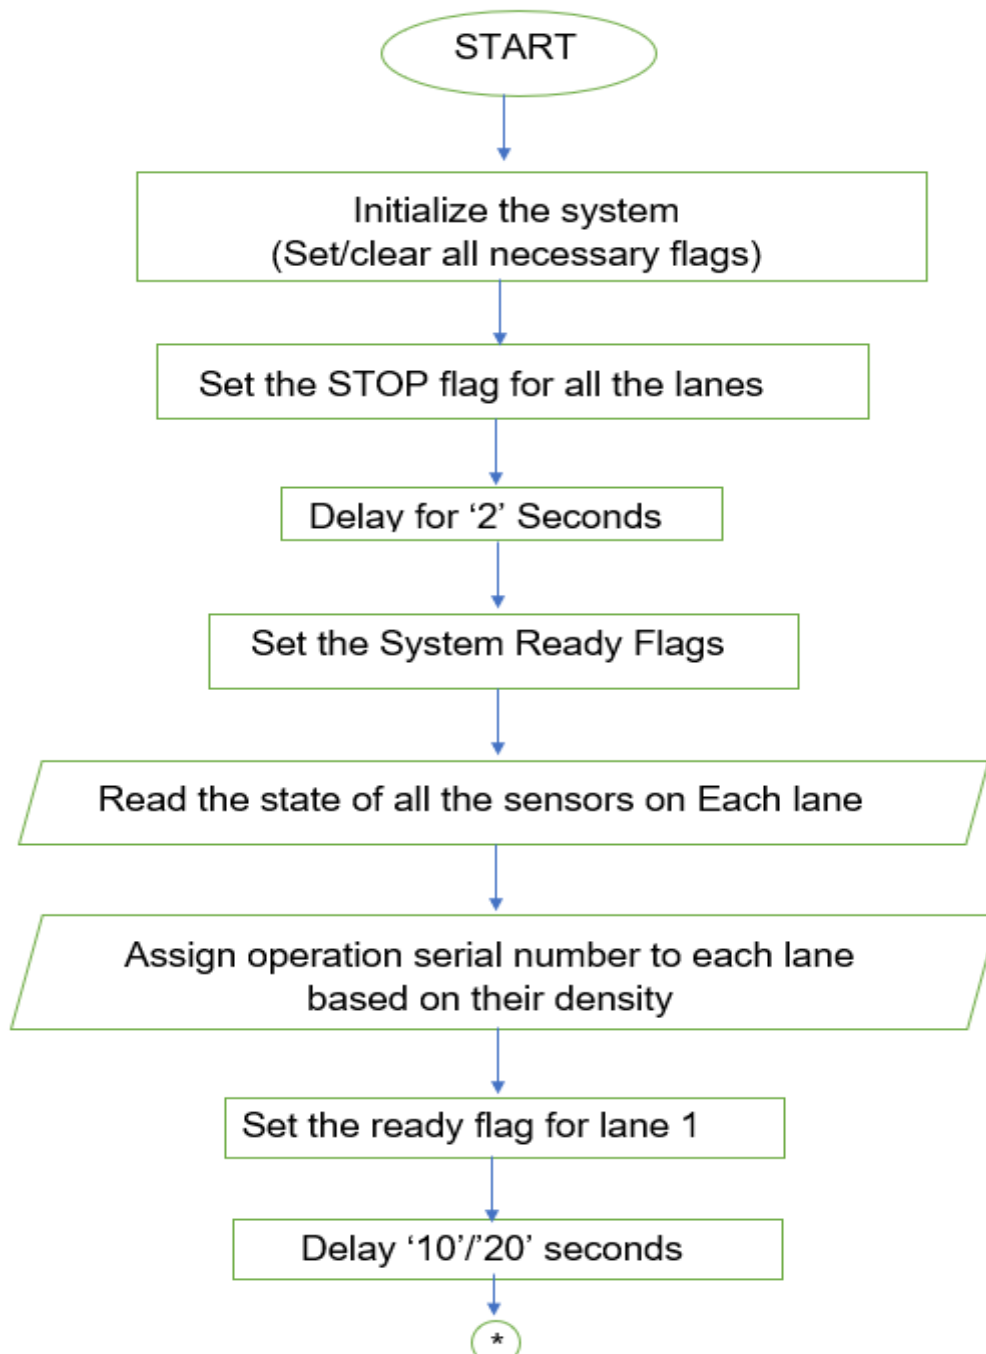 START
Initialize the system
(Set/clear all necessary flags)
Set the STOP flag for all the lanes
Delay for ‘2’ Seconds
Set the System Ready Flags
Read the state of all the sensors on Each lane
Assign operation serial number to each lane
based on their density
Set the ready flag for lane 1
Delay ‘10’/’20’ seconds
*